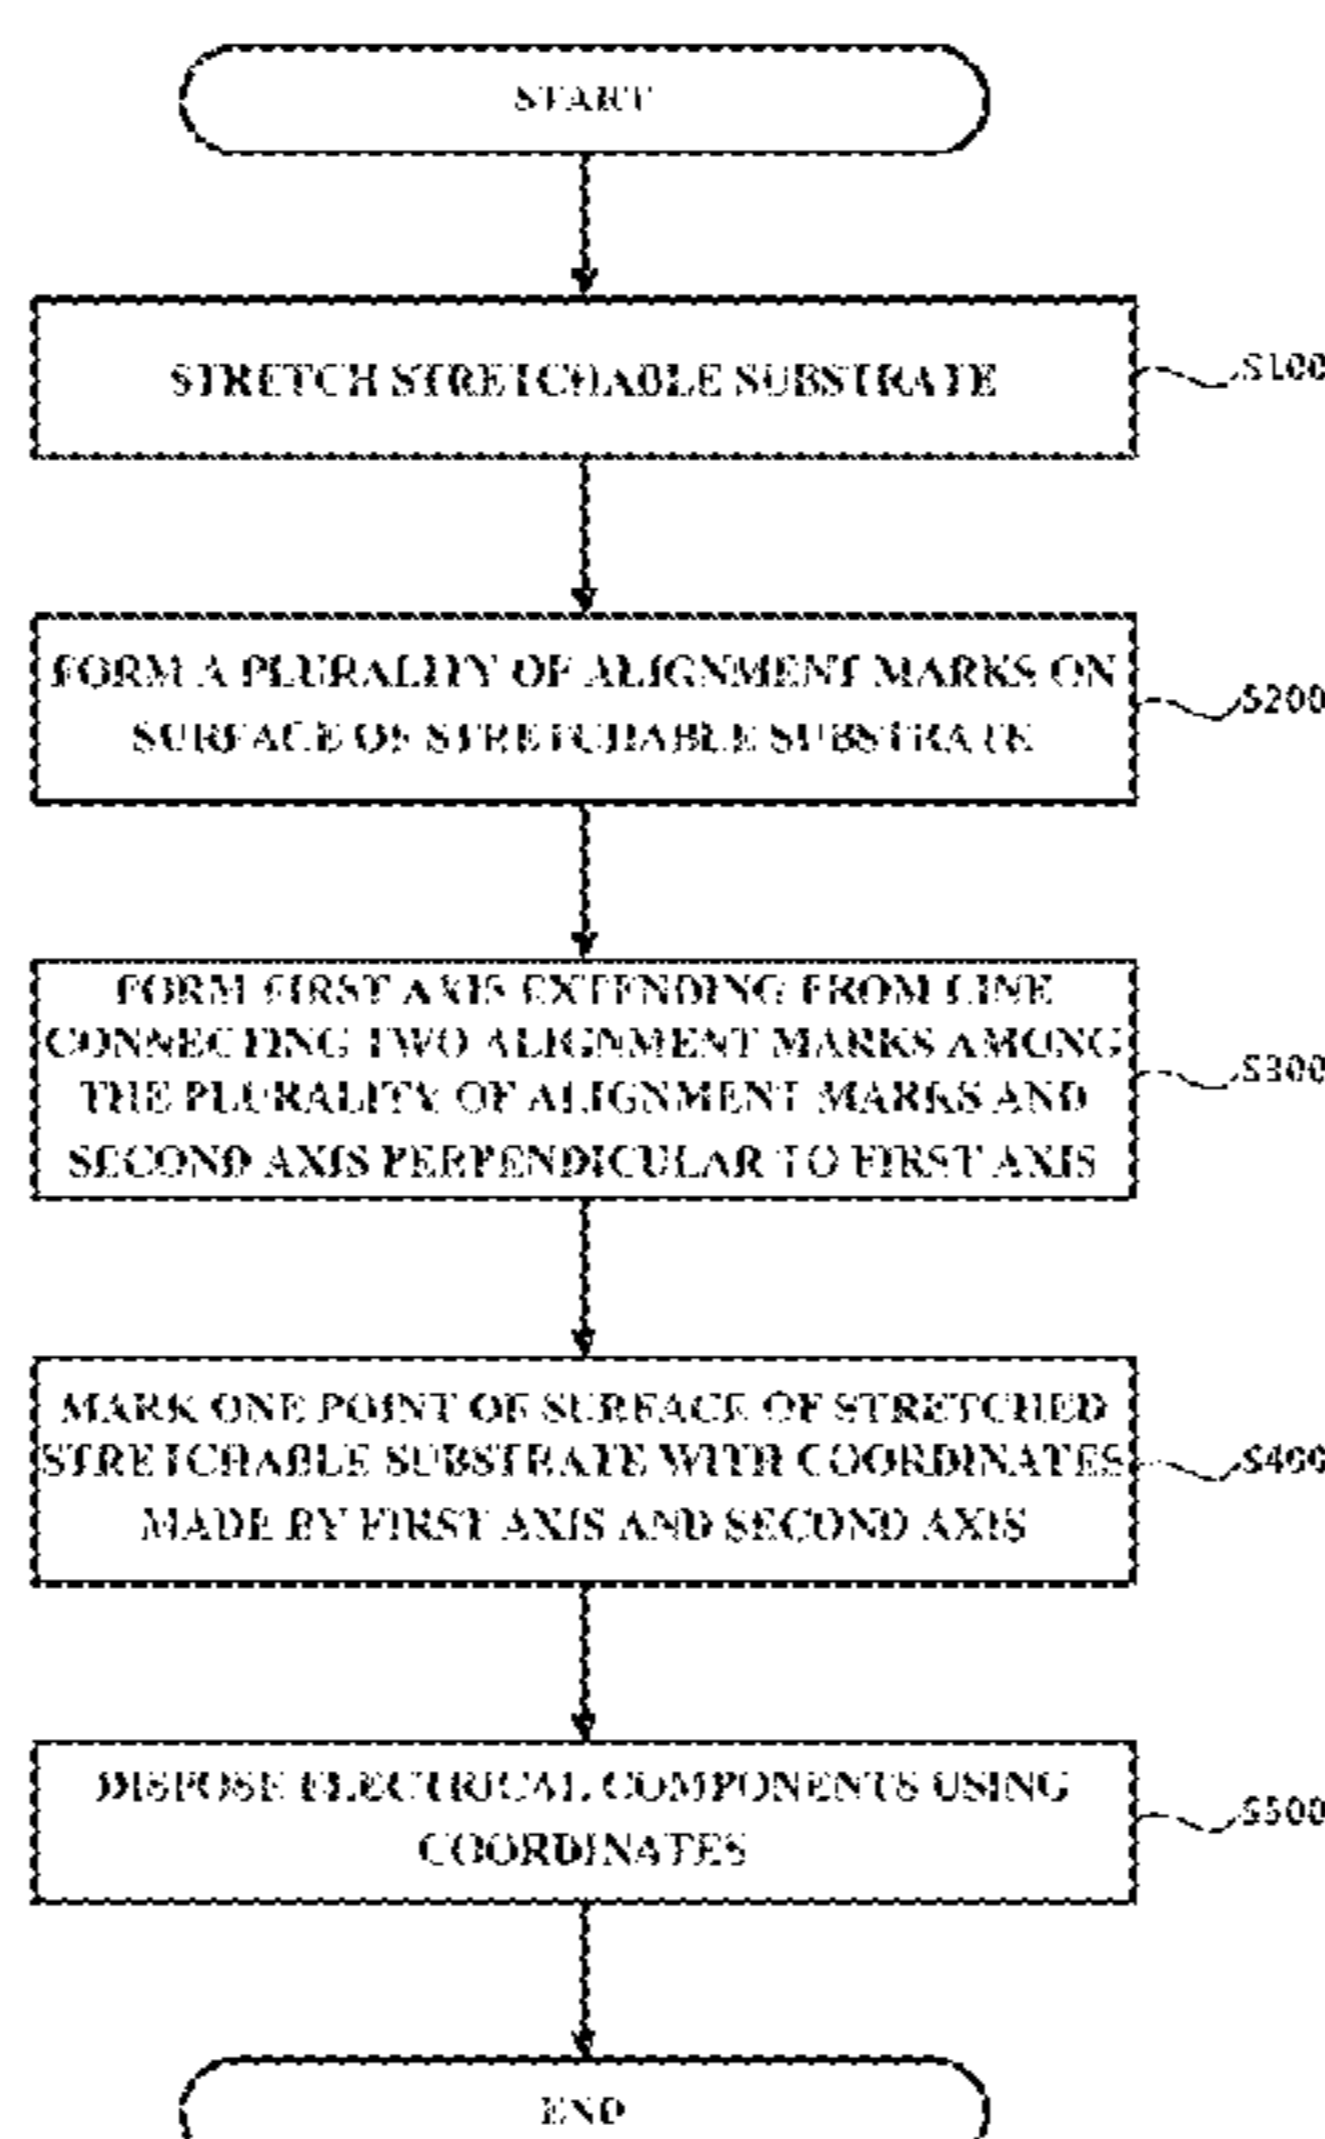 START
STRETCH STRETCHABLE SUBSTRATE
S100
FORM A PLURALITY OF ALIGNMENT MARKS ON
SURFACE OF STRETCHABLE SUBSTRATE
S200
FORM FIRST AXIS EXTENDING FROM LINE
CONNECTING TWO ALIGNMENT MARKS AMONG
THE PLURALITY OF ALIGNMENT MARKS AND
SECOND AXIS PERPENDICULAR TO FIRST AXIS
S300
MARK ONE POINT OF SURFACE OF STRETCHED
STRETCHABLE SUBSTRATE WITH COORDINATES
MADE BY FIRST AXIS AND SECOND AXIS
S400
DISPOSE ELECTRICAL COMPONENTS USING
COORDINATES
S500
END